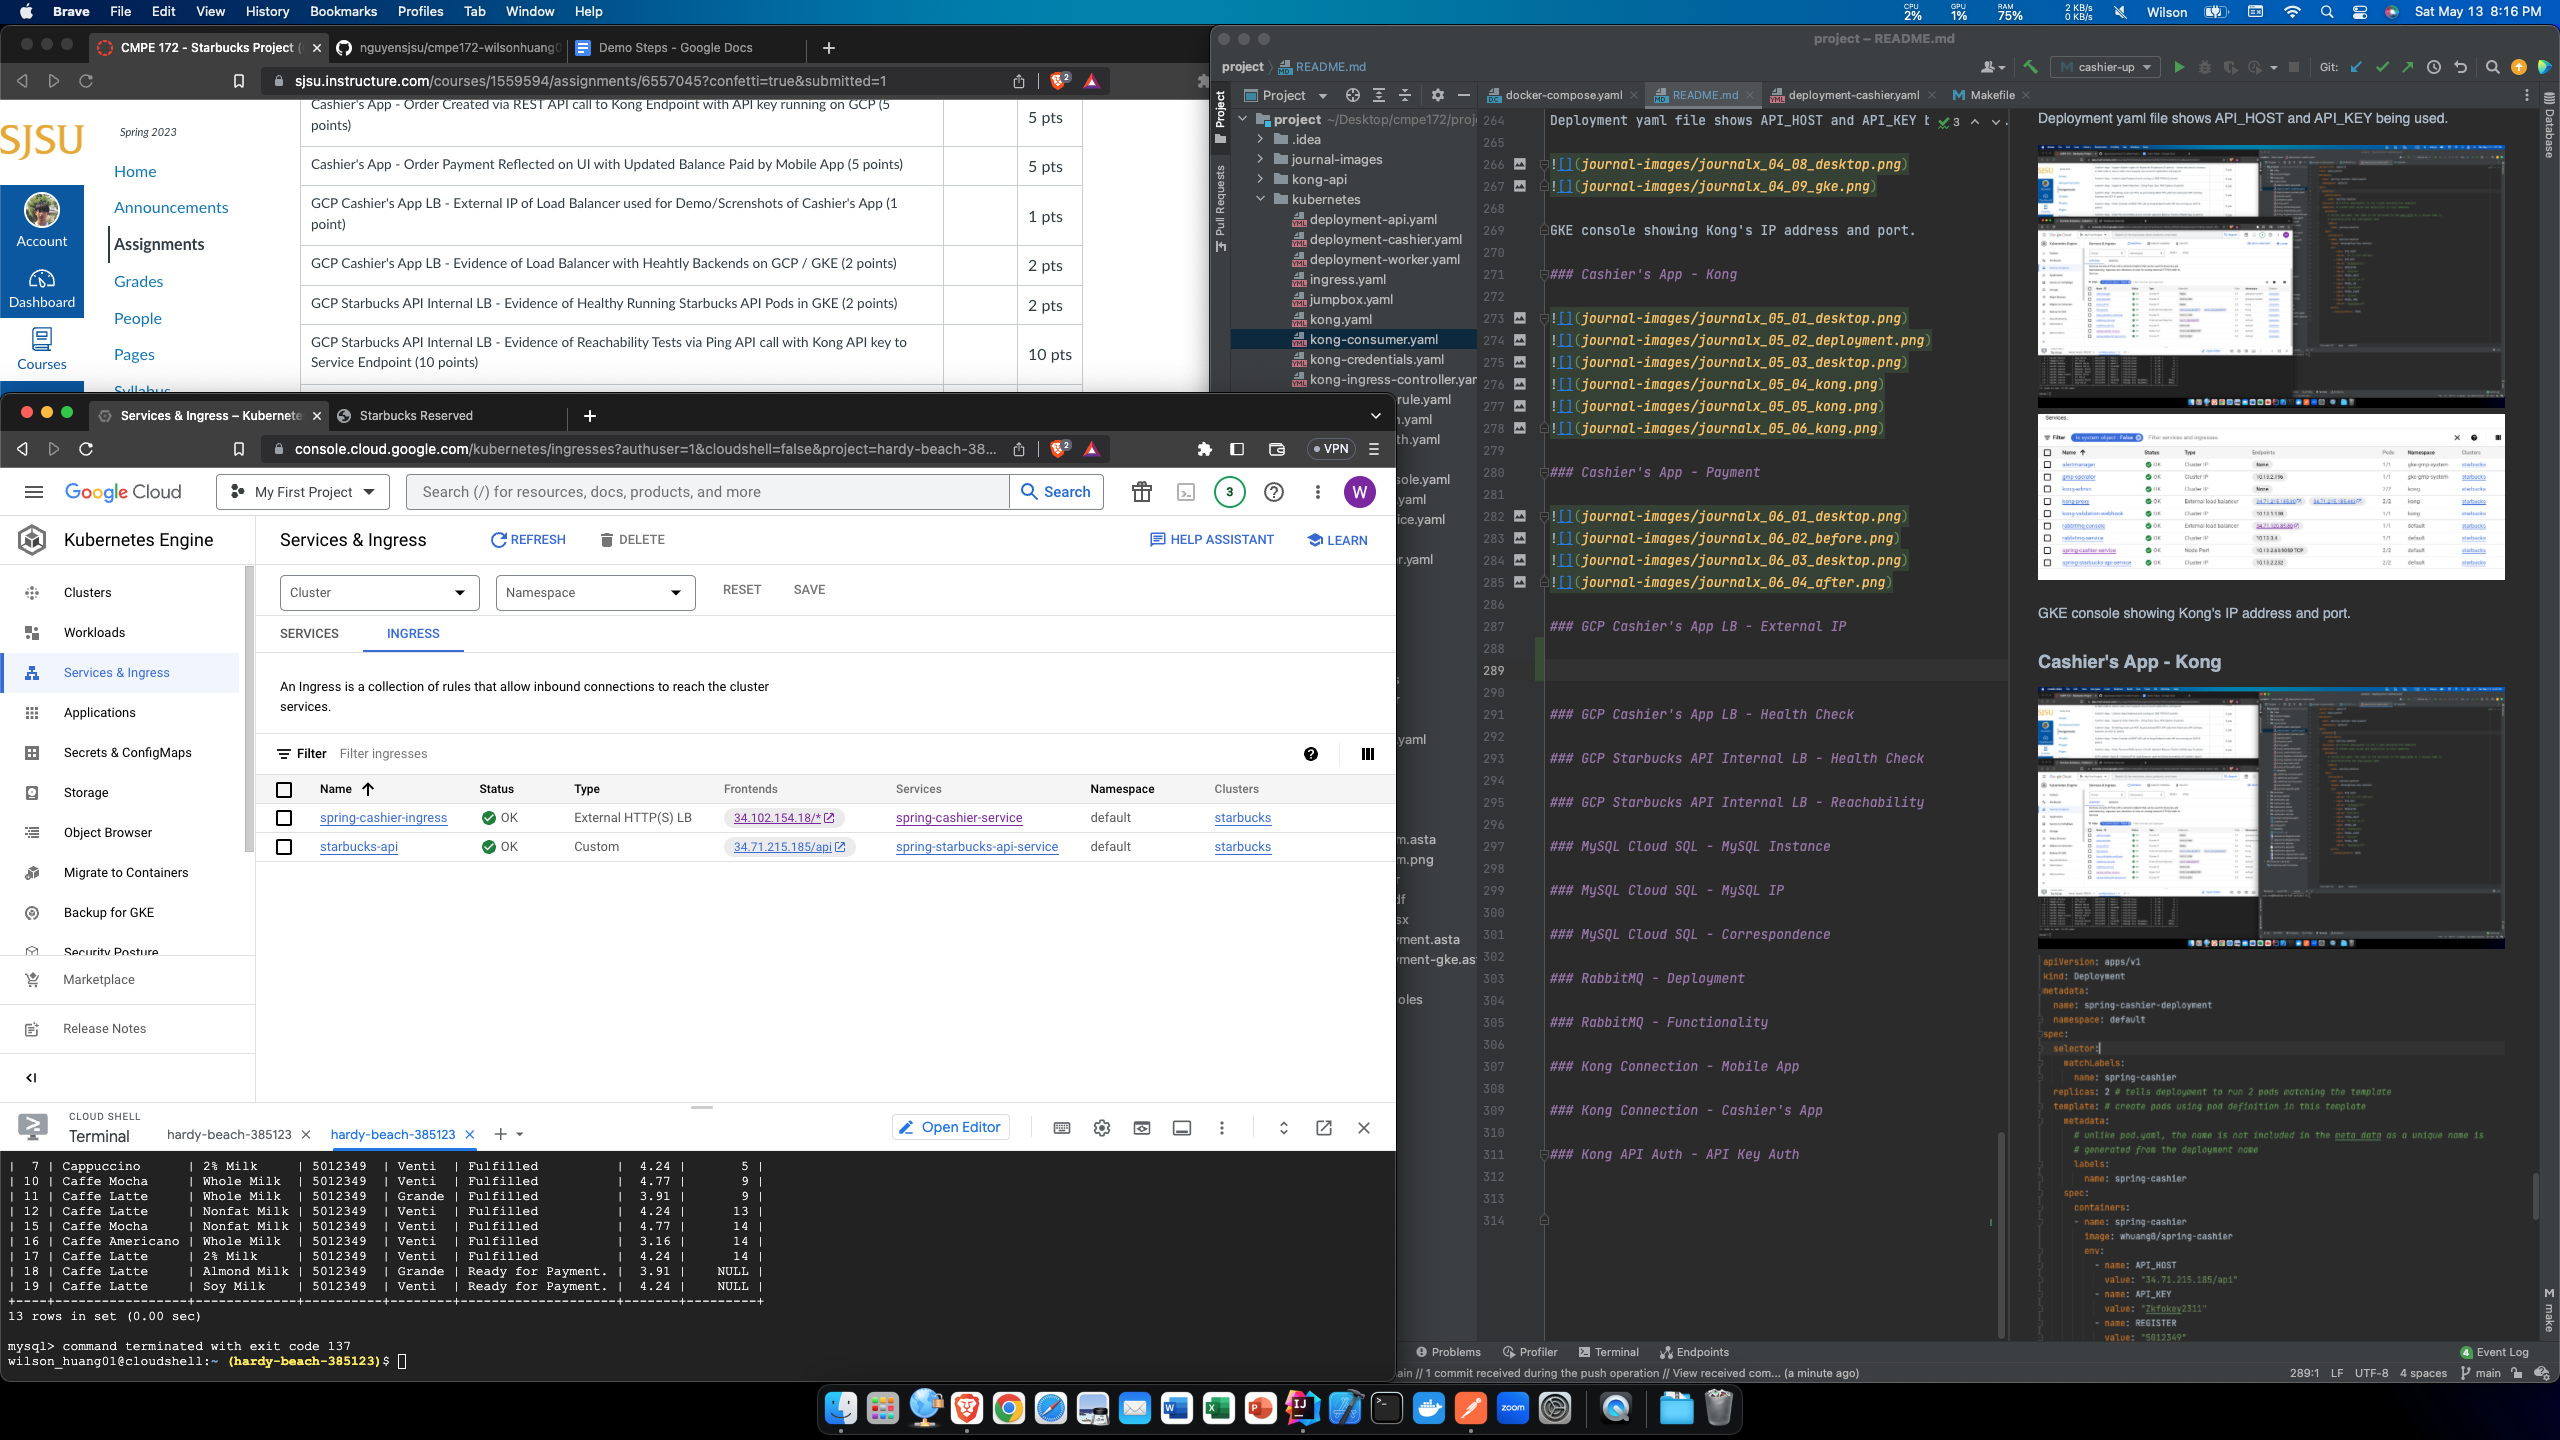 Brave File Edit View History Bookmarks Profiles Tab Window Help
CPU 2% GPU 1% RAM 75% 2 KB/s 0 KB/s Wilson Sat May 13 8:16 PM
CMPE 172 - Starbucks Project (
nguyensjsu/cmpe172-wilsonhuang0
Demo Steps - Google Docs
sjsu.instructure.com/courses/1559594/assignments/6557045?confetti=true&submitted=1
SJSU
Account
Dashboard
Courses
Spring 2023
Home
Announcements
Assignments
Grades
People
Pages
Syllabus
Cashier's App - Order Created via REST API call to Kong Endpoint with API key running on GCP (5 points)
5 pts
Cashier's App - Order Payment Reflected on UI with Updated Balance Paid by Mobile App (5 points)
5 pts
GCP Cashier's App LB - External IP of Load Balancer used for Demo/Screnshots of Cashier's App (1 point)
1 pts
GCP Cashier's App LB - Evidence of Load Balancer with Heahtly Backends on GCP / GKE (2 points)
2 pts
GCP Starbucks API Internal LB - Evidence of Healthy Running Starbucks API Pods in GKE (2 points)
2 pts
GCP Starbucks API Internal LB - Evidence of Reachability Tests via Ping API call with Kong API key to Service Endpoint (10 points)
10 pts
Services & Ingress – Kubernete
Starbucks Reserved
console.cloud.google.com/kubernetes/ingresses?authuser=1&cloudshell=false&project=hardy-beach-38...
VPN
Google Cloud
My First Project
Search (/) for resources, docs, products, and more
Search
3
W
Kubernetes Engine
Clusters
Workloads
Services & Ingress
Applications
Secrets & ConfigMaps
Storage
Object Browser
Migrate to Containers
Backup for GKE
Security Posture
Marketplace
Release Notes
Services & Ingress
REFRESH
DELETE
HELP ASSISTANT
LEARN
Cluster
Namespace
RESET
SAVE
SERVICES
INGRESS
An Ingress is a collection of rules that allow inbound connections to reach the cluster
services.
Filter Filter ingresses
Name Status Type Frontends Services Namespace Clusters
spring-cashier-ingress OK External HTTP(S) LB 34.102.154.18/* spring-cashier-service default starbucks
starbucks-api OK Custom 34.71.215.185/api spring-starbucks-api-service default starbucks
CLOUD SHELL
Terminal
hardy-beach-385123
hardy-beach-385123
Open Editor
| 7 | Cappuccino | 2% Milk | 5012349 | Venti | Fulfilled | 4.24 | 5 |
| 10 | Caffe Mocha | Whole Milk | 5012349 | Venti | Fulfilled | 4.77 | 9 |
| 11 | Caffe Latte | Whole Milk | 5012349 | Grande | Fulfilled | 3.91 | 9 |
| 12 | Caffe Latte | Nonfat Milk | 5012349 | Venti | Fulfilled | 4.24 | 13 |
| 15 | Caffe Mocha | Nonfat Milk | 5012349 | Venti | Fulfilled | 4.77 | 14 |
| 16 | Caffe Americano | Whole Milk | 5012349 | Venti | Fulfilled | 3.16 | 14 |
| 17 | Caffe Latte | 2% Milk | 5012349 | Venti | Fulfilled | 4.24 | 14 |
| 18 | Caffe Latte | Almond Milk | 5012349 | Grande | Ready for Payment. | 3.91 | NULL |
| 19 | Caffe Latte | Soy Milk | 5012349 | Venti | Ready for Payment. | 4.24 | NULL |
13 rows in set (0.00 sec)
mysql> command terminated with exit code 137
wilson_huang01@cloudshell:~ (hardy-beach-385123)$
project – README.md
project README.md
cashier-up
Git:
Project
docker-compose.yaml
README.md
deployment-cashier.yaml
Makefile
Project
Pull Requests
Database
make
project ~/Desktop/cmpe172/proj
.idea
journal-images
kong-api
kubernetes
deployment-api.yaml
deployment-cashier.yaml
deployment-worker.yaml
ingress.yaml
jumpbox.yaml
kong.yaml
kong-consumer.yaml
kong-credentials.yaml
kong-ingress-controller.yam
264 Deployment yaml file shows API_HOST and API_KEY b
3
265
266 ![](journal-images/journalx_04_08_desktop.png)
267 ![](journal-images/journalx_04_09_gke.png)
268
269 GKE console showing Kong's IP address and port.
270
271 ### Cashier's App - Kong
272
273 ![](journal-images/journalx_05_01_desktop.png)
274 ![](journal-images/journalx_05_02_deployment.png)
275 ![](journal-images/journalx_05_03_desktop.png)
276 ![](journal-images/journalx_05_04_kong.png)
277 ![](journal-images/journalx_05_05_kong.png)
278 ![](journal-images/journalx_05_06_kong.png)
279
280 ### Cashier's App - Payment
281
282 ![](journal-images/journalx_06_01_desktop.png)
283 ![](journal-images/journalx_06_02_before.png)
284 ![](journal-images/journalx_06_03_desktop.png)
285 ![](journal-images/journalx_06_04_after.png)
286
287 ### GCP Cashier's App LB - External IP
288
289
290
291 ### GCP Cashier's App LB - Health Check
292
293 ### GCP Starbucks API Internal LB - Health Check
294
295 ### GCP Starbucks API Internal LB - Reachability
296
297 ### MySQL Cloud SQL - MySQL Instance
298
299 ### MySQL Cloud SQL - MySQL IP
300
301 ### MySQL Cloud SQL - Correspondence
302
303 ### RabbitMQ - Deployment
304
305 ### RabbitMQ - Functionality
306
307 ### Kong Connection - Mobile App
308
309 ### Kong Connection - Cashier's App
310
311 ### Kong API Auth - API Key Auth
312
313
314
Deployment yaml file shows API_HOST and API_KEY being used.
GKE console showing Kong's IP address and port.
Cashier's App - Kong
apiVersion: apps/v1
kind: Deployment
metadata:
name: spring-cashier-deployment
namespace: default
spec:
selector:
matchLabels:
name: spring-cashier
replicas: 2 # tells deployment to run 2 pods matching the template
template: # create pods using pod definition in this template
metadata:
# unlike pod.yaml, the name is not included in the meta data as a unique name is
# generated from the deployment name
labels:
name: spring-cashier
spec:
containers:
- name: spring-cashier
image: whuang0/spring-cashier
env:
- name: API_HOST
value: "34.71.215.185/api"
- name: API_KEY
value: "Zkfokey2311"
- name: REGISTER
value: "5012349"
Problems Profiler Terminal Endpoints
4 Event Log
ain // 1 commit received during the push operation // View received com... (a minute ago)
289:1 LF UTF-8 4 spaces main